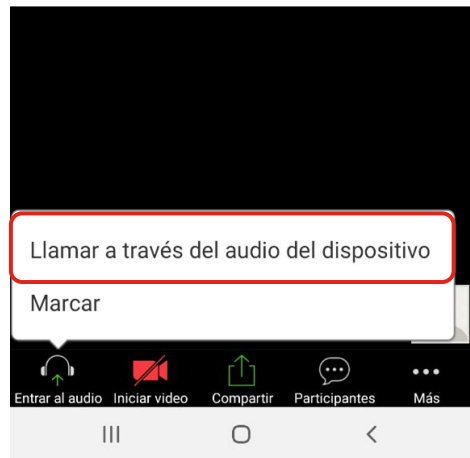 Llamar a través del audio del dispositivo
Marcar
Entrar al audio Iniciar video Compartir Participantes Más